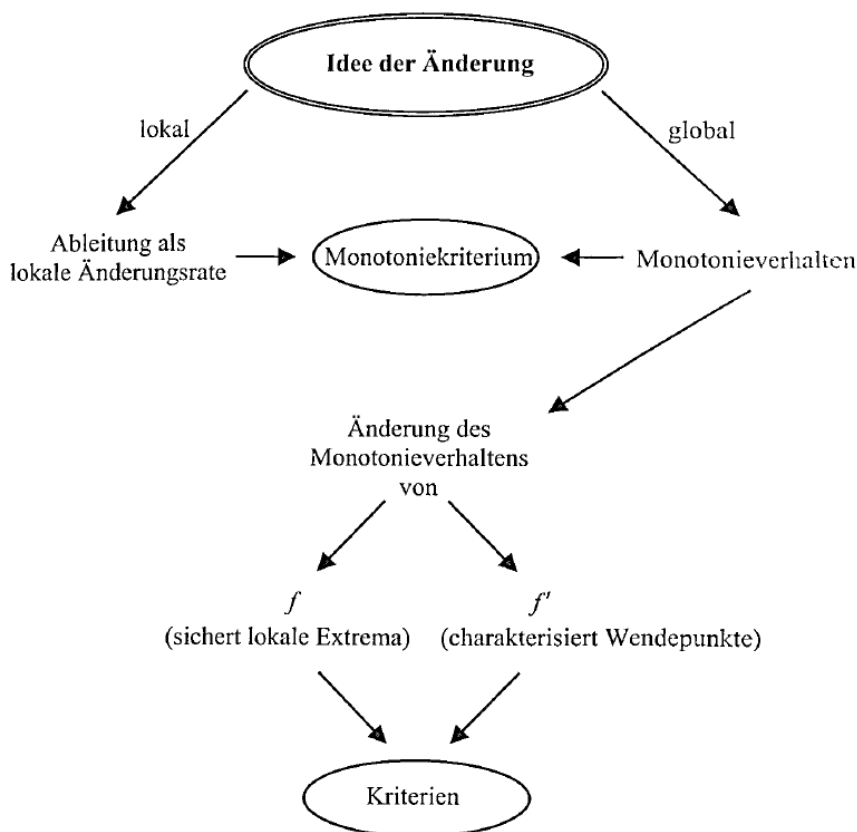 Idee der Änderung
lokal
global
Ableitung als
lokale Änderungsrate
Monotoniekriterium
Monotonieverhalten
Änderung des
Monotonieverhaltens
von
f
f'
(sichert lokale Extrema)
(charakterisiert Wendepunkte)
Kriterien